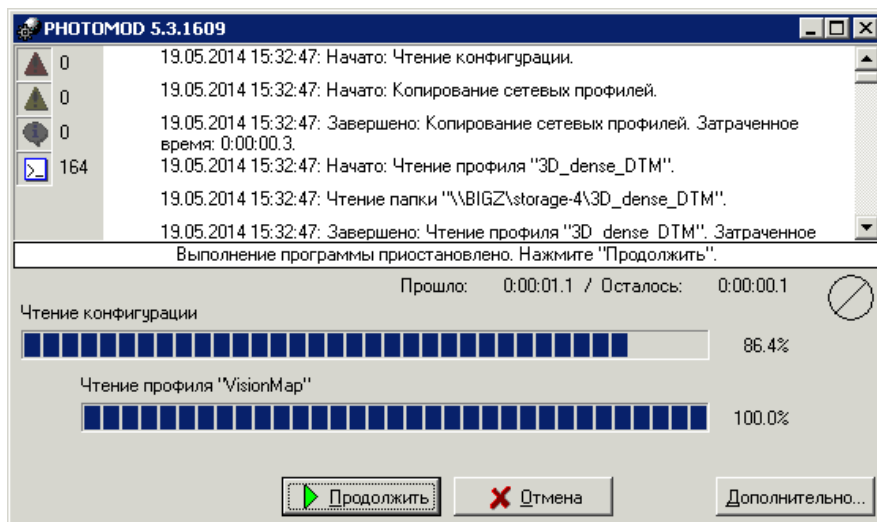 PHOTOMOD 5.3.1609
0
19.05.2014 15:32:47: Начато: Чтение конфигурации.
0
19.05.2014 15:32:47: Начато: Копирование сетевых профилей.
0
19.05.2014 15:32:47: Завершено: Копирование сетевых профилей. Затраченное
время: 0:00:00.3.
164
19.05.2014 15:32:47: Начато: Чтение профиля "3D_dense_DTM".
19.05.2014 15:32:47: Чтение папки "\\BIGZ\storage-4\3D_dense_DTM".
19.05.2014 15:32:47: Завершено: Чтение профиля "3D_dense_DTM". Затраченное
Выполнение программы приостановлено. Нажмите "Продолжить".
Прошло: 0:00:01.1 / Осталось: 0:00:00.1
Чтение конфигурации
86.4%
Чтение профиля "VisionMap"
100.0%
Продолжить
Отмена
Дополнительно...